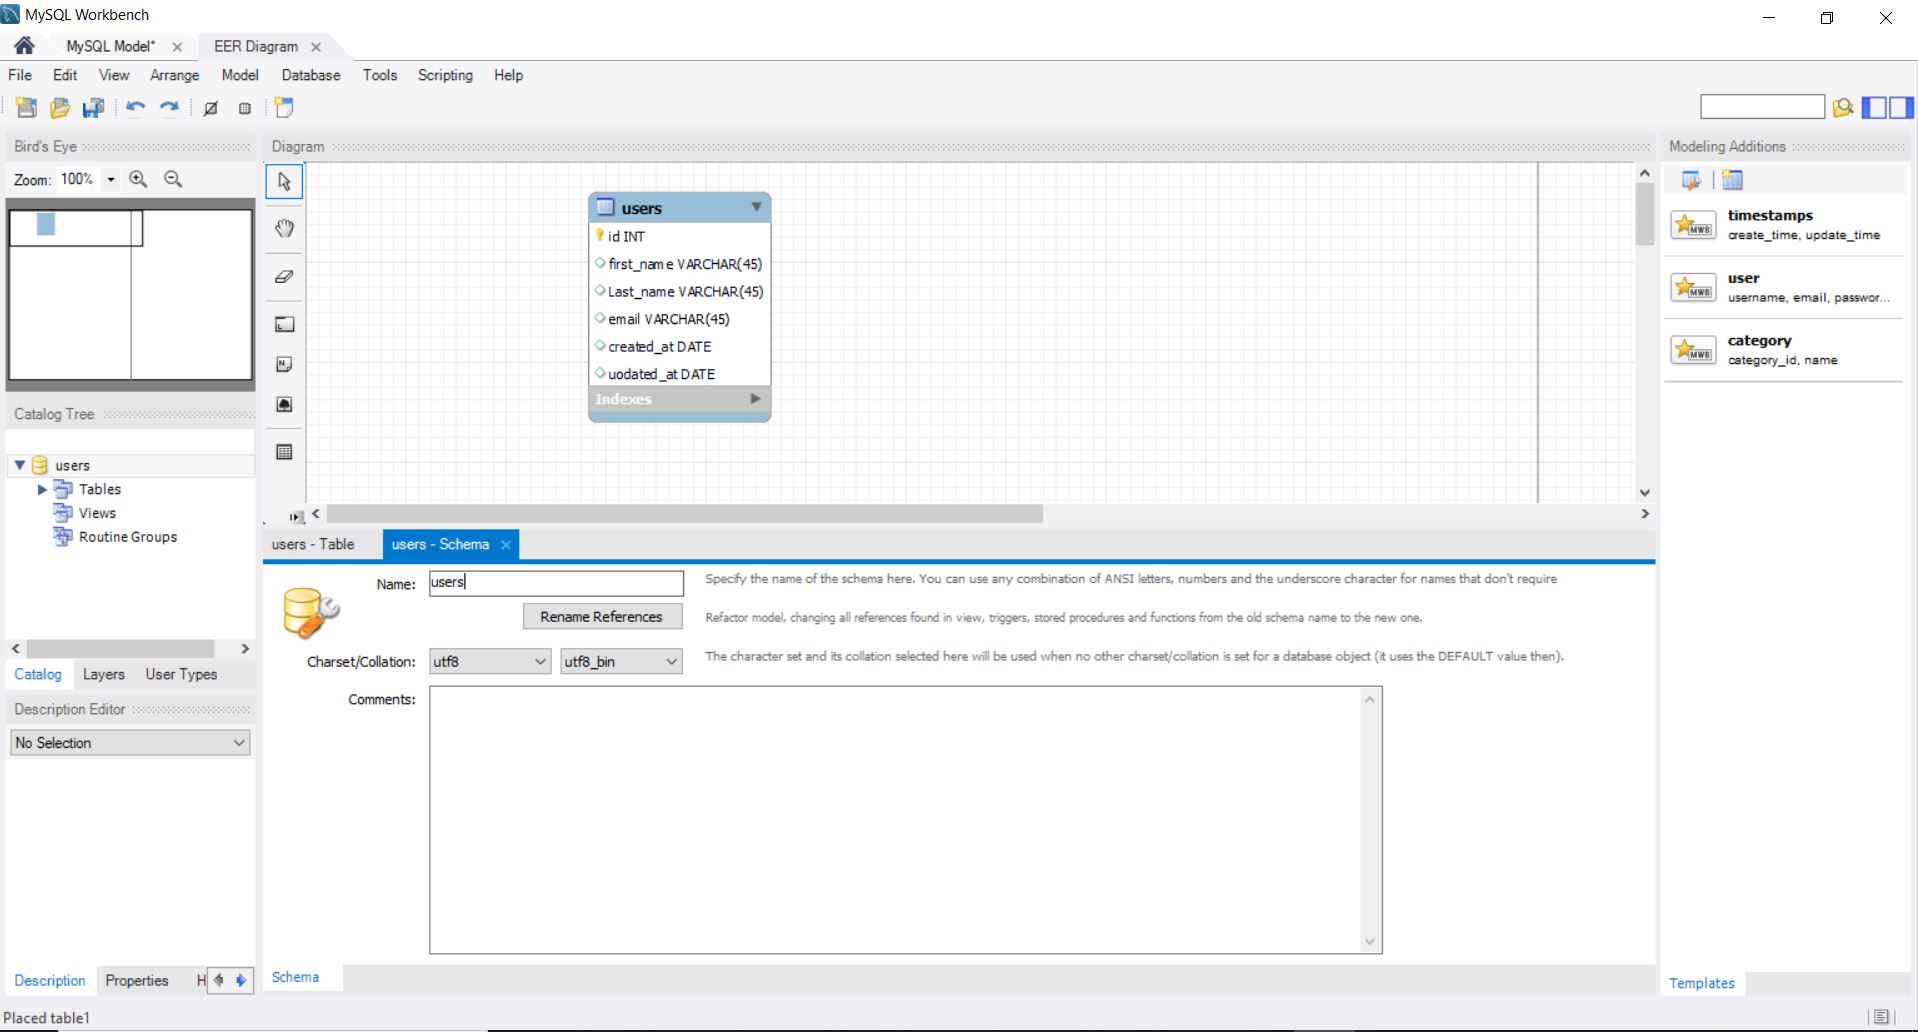 MySQL Workbench
MySQL Model* EER Diagram
File Edit View Arrange Model Database Tools Scripting Help
Bird's Eye
Zoom: 100%
Catalog Tree
users
Tables
Views
Routine Groups
Catalog Layers User Types
Description Editor
No Selection
Description Properties H
Diagram
users
id INT
first_name VARCHAR(45)
Last_name VARCHAR(45)
email VARCHAR(45)
created_at DATE
uodated_at DATE
Indexes
users - Table users - Schema
Name: users Specify the name of the schema here. You can use any combination of ANSI letters, numbers and the underscore character for names that don't require
Rename References Refactor model, changing all references found in view, triggers, stored procedures and functions from the old schema name to the new one.
Charset/Collation: utf8 utf8_bin The character set and its collation selected here will be used when no other charset/collation is set for a database object (it uses the DEFAULT value then).
Comments:
Schema
Modeling Additions
MWB timestamps
create_time, update_time
MWB user
username, email, passwor...
MWB category
category_id, name
Templates
Placed table1